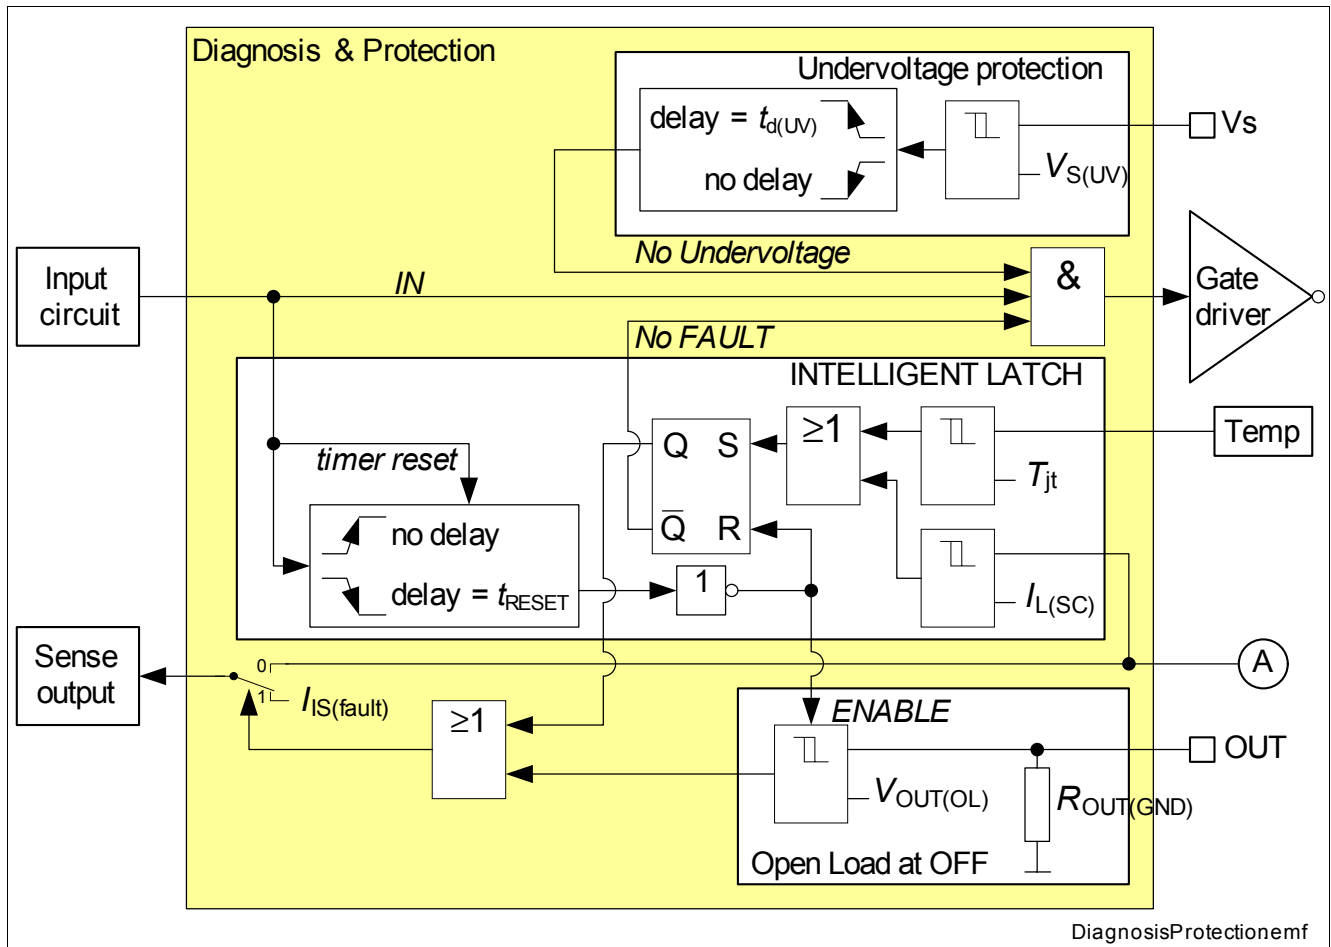 Diagnosis & Protection
Undervoltage protection
delay = td(UV)
no delay
Vs
VS(UV)
No Undervoltage
Input
circuit
IN
&
Gate
driver
No FAULT
INTELLIGENT LATCH
timer reset
Q S
≥1
Temp
Tjt
no delay
Q̅ R
delay = tRESET
1
IL(SC)
Sense
output
0
1
IIS(fault)
A
≥1
ENABLE
OUT
VOUT(OL)
ROUT(GND)
Open Load at OFF
DiagnosisProtectionemf